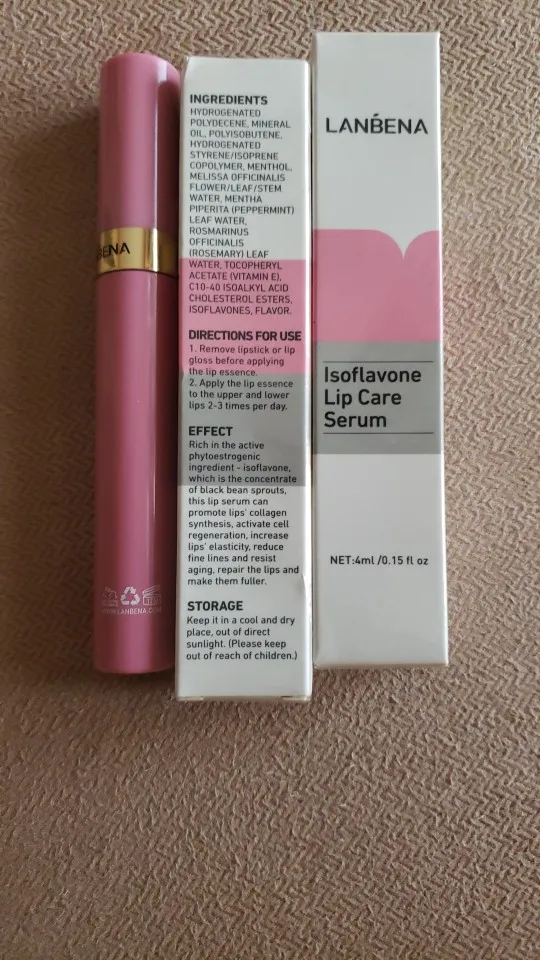 INGREDIENTS
HYDROGENATED
POLYDECENE, MINERAL
OIL, POLYISOBUTENE,
HYDROGENATED
STYRENE/ISOPRENE
COPOLYMER, MENTHOL,
MELISSA OFFICINALIS
FLOWER/LEAF/STEM
WATER, MENTHA
PIPERITA (PEPPERMINT)
LEAF WATER,
ROSMARINUS
OFFICINALIS
(ROSEMARY) LEAF
WATER, TOCOPHERYL
ACETATE (VITAMIN E),
C10-40 ISOALKYL ACID
CHOLESTEROL ESTERS,
ISOFLAVONES, FLAVOR.
DIRECTIONS FOR USE
1. Remove lipstick or lip
gloss before applying
the lip essence.
2. Apply the lip essence
to the upper and lower
lips 2-3 times per day.
EFFECT
Rich in the active
phytoestrogenic
ingredient - isoflavone,
which is the concentrate
of black bean sprouts,
this lip serum can
promote lips' collagen
synthesis, activate cell
regeneration, increase
lips' elasticity, reduce
fine lines and resist
aging, repair the lips and
make them fuller.
STORAGE
Keep it in a cool and dry
place, out of direct
sunlight. (Please keep
out of reach of children.)
LANBENA
Isoflavone
Lip Care
Serum
NET:4ml /0.15 fl oz
BENA
WWW.LANBENA.CO